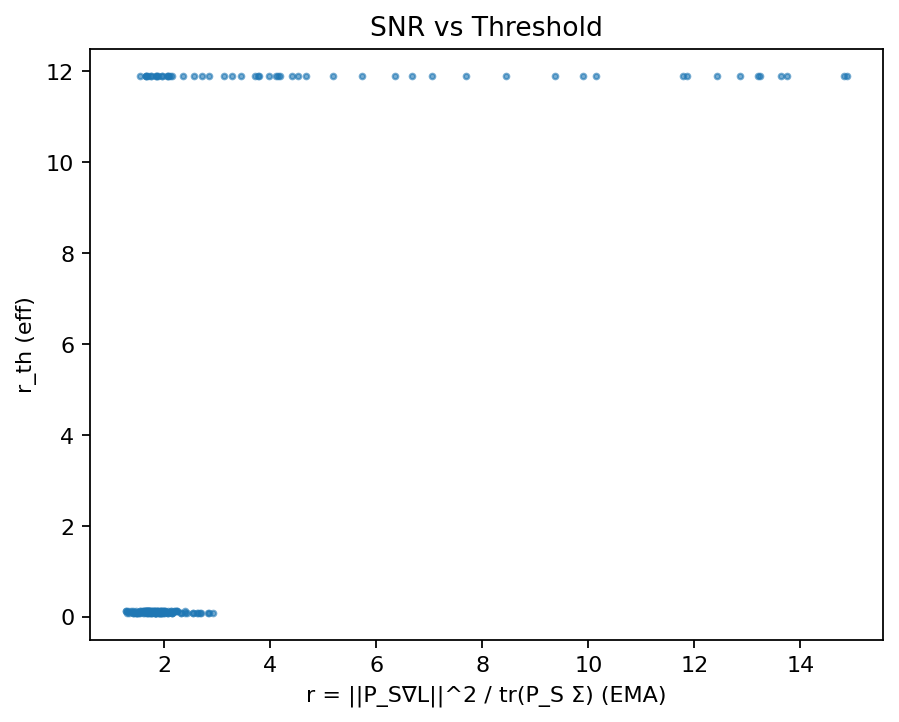 SNR vs Threshold
12
10
8
6
4
2
0
r_th (eff)
2 4 6 8 10 12 14
r = ||P_S∇L||^2 / tr(P_S Σ) (EMA)